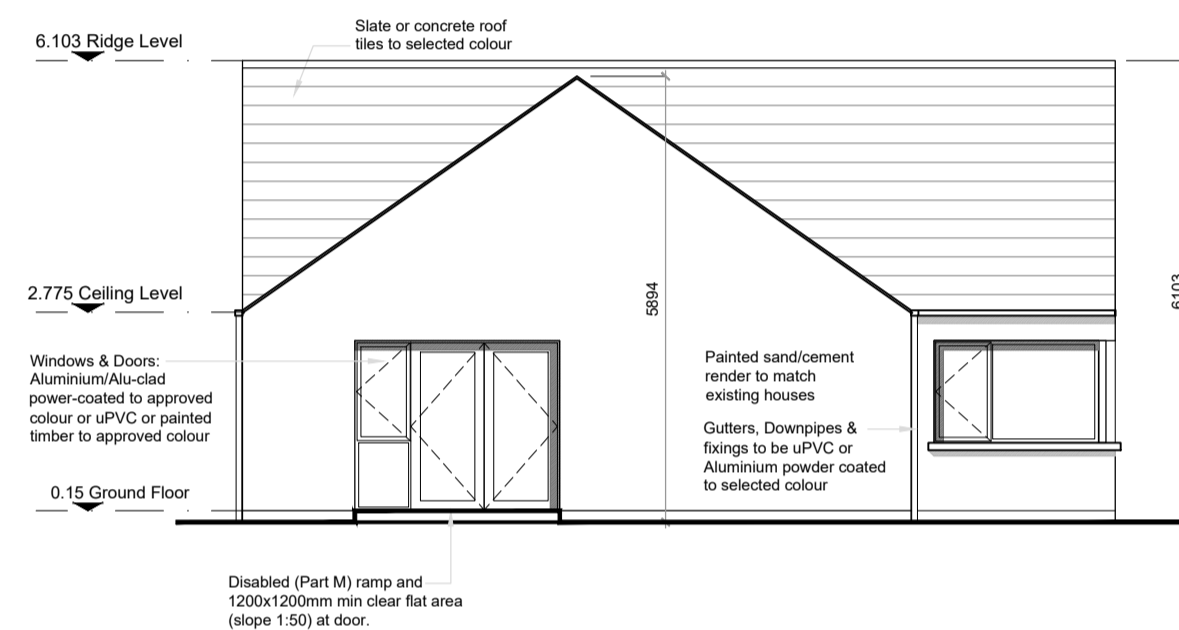 Slate or concrete roof
tiles to selected colour
6.103 Ridge Level
2.775 Ceiling Level
5894
6103
Windows & Doors:
Aluminium/Alu-clad
power-coated to approved
colour or uPVC or painted
timber to approved colour
Painted sand/cement
render to match
existing houses
Gutters, Downpipes &
fixings to be uPVC or
Aluminium powder coated
to selected colour
0.15 Ground Floor
Disabled (Part M) ramp and
1200x1200mm min clear flat area
(slope 1:50) at door.